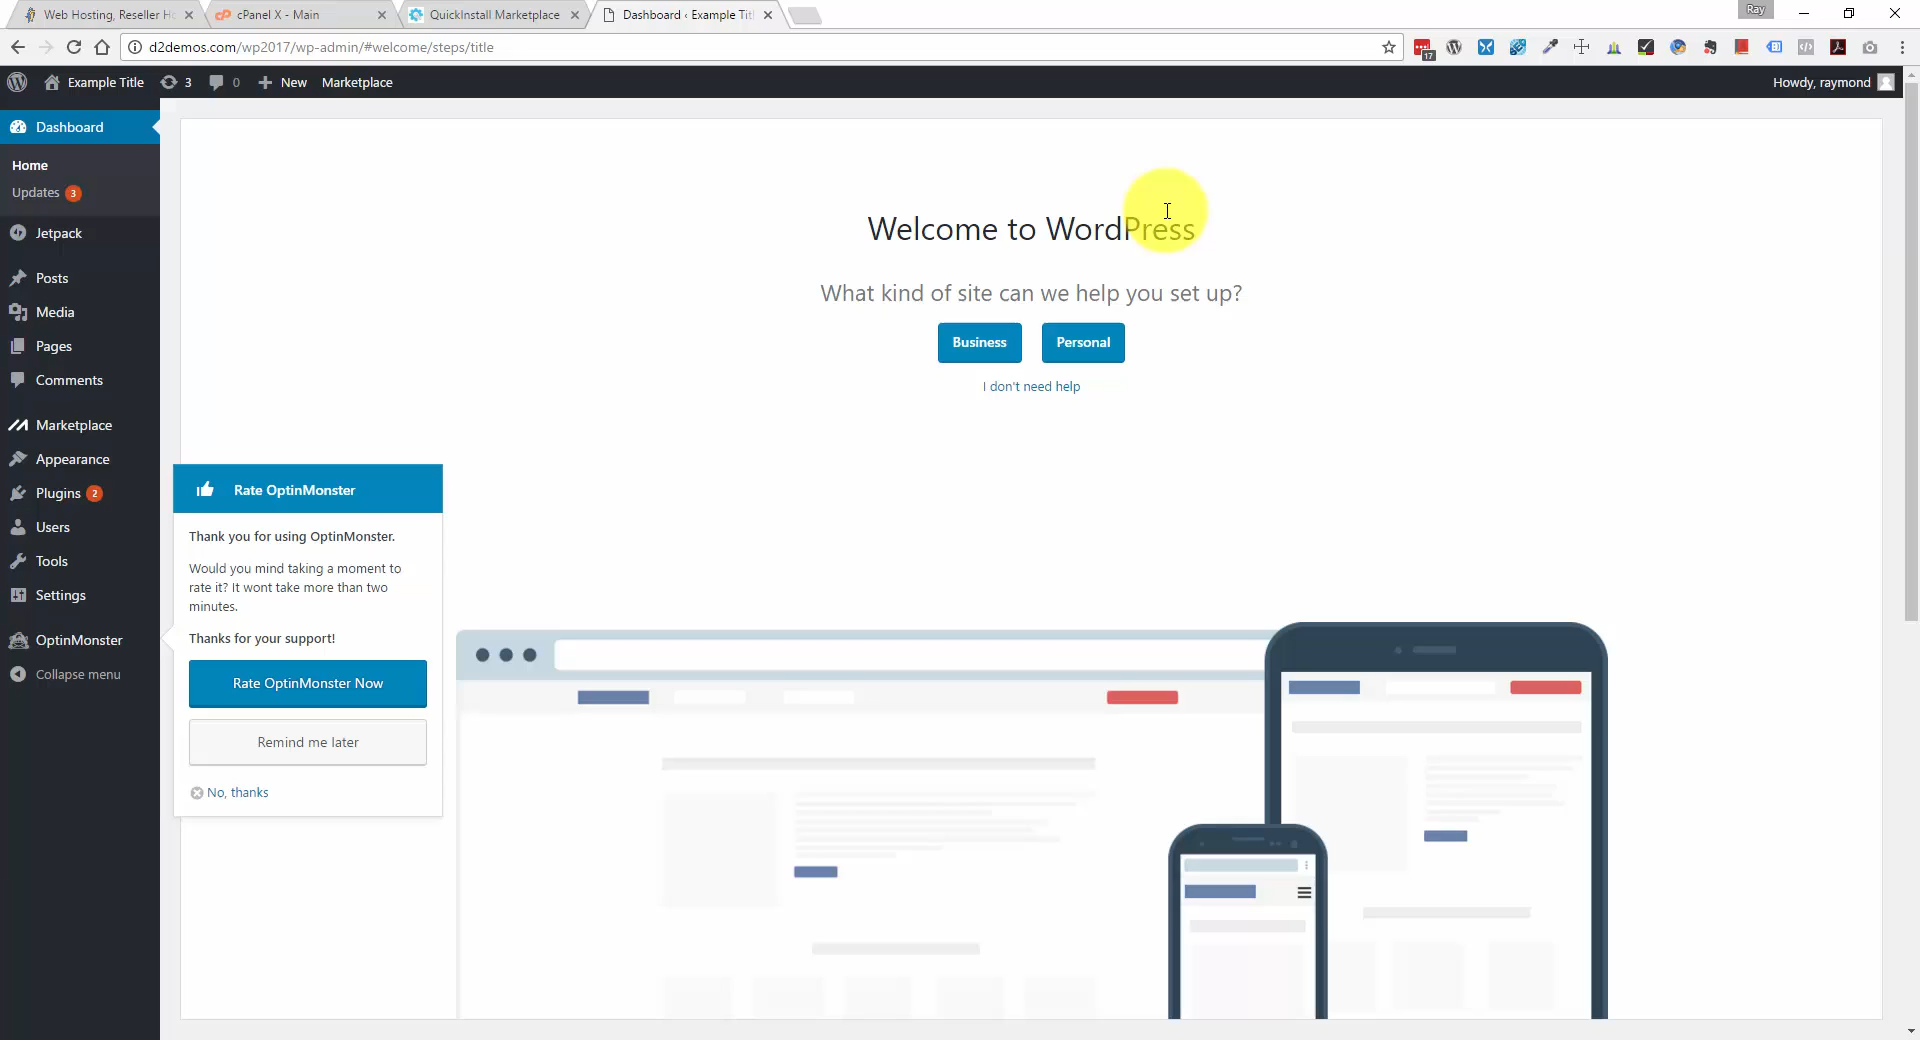 Web Hosting, Reseller Ho
cPanel X - Main
QuickInstall Marketplace
Dashboard ‹ Example Titl
Ray
d2demos.com/wp2017/wp-admin/#welcome/steps/title
17
Example Title
3
0
New
Marketplace
Howdy, raymond
Dashboard
Home
Updates 3
Jetpack
Posts
Media
Pages
Comments
Marketplace
Appearance
Plugins 2
Users
Tools
Settings
OptinMonster
Collapse menu
Welcome to WordPress
What kind of site can we help you set up?
Business
Personal
I don't need help
Rate OptinMonster
Thank you for using OptinMonster.
Would you mind taking a moment to
rate it? It wont take more than two
minutes.
Thanks for your support!
Rate OptinMonster Now
Remind me later
No, thanks